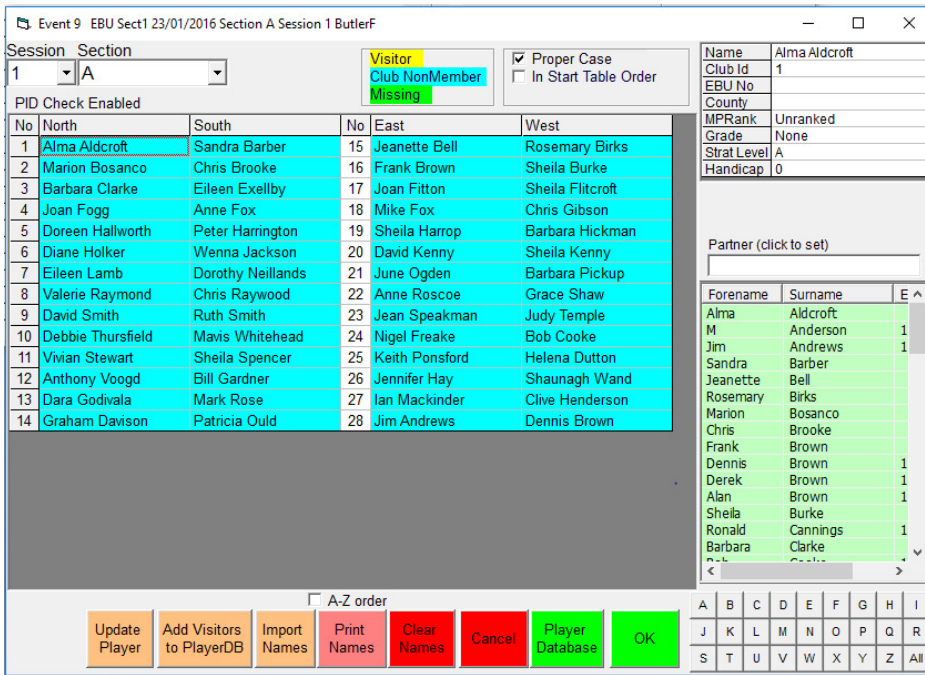 Event 9 EBU Sect1 23/01/2016 Section A Session 1 ButlerF
Session Section
1 A
PID Check Enabled
Visitor
Club NonMember
Missing
Proper Case
In Start Table Order
No North South No East West
1 Alma Aldcroft Sandra Barber 15 Jeanette Bell Rosemary Birks
2 Marion Bosanco Chris Brooke 16 Frank Brown Sheila Burke
3 Barbara Clarke Eileen Exellby 17 Joan Fitton Sheila Flitcroft
4 Joan Fogg Anne Fox 18 Mike Fox Chris Gibson
5 Doreen Hallworth Peter Harrington 19 Sheila Harrop Barbara Hickman
6 Diane Holker Wenna Jackson 20 David Kenny Sheila Kenny
7 Eileen Lamb Dorothy Neillands 21 June Ogden Barbara Pickup
8 Valerie Raymond Chris Raywood 22 Anne Roscoe Grace Shaw
9 David Smith Ruth Smith 23 Jean Speakman Judy Temple
10 Debbie Thursfield Mavis Whitehead 24 Nigel Freake Bob Cooke
11 Vivian Stewart Sheila Spencer 25 Keith Ponsford Helena Dutton
12 Anthony Voogd Bill Gardner 26 Jennifer Hay Shaunagh Wand
13 Dara Godivala Mark Rose 27 Ian Mackinder Clive Henderson
14 Graham Davison Patricia Ould 28 Jim Andrews Dennis Brown
Name Alma Aldcroft
Club Id 1
EBU No
County
MPRank Unranked
Grade None
Strat Level A
Handicap 0
Partner (click to set)
Forename Surname E
Alma Aldcroft
M Anderson 1
Jim Andrews 1
Sandra Barber
Jeanette Bell
Rosemary Birks
Marion Bosanco
Chris Brooke
Frank Brown
Dennis Brown 1
Derek Brown 1
Alan Brown 1
Sheila Burke
Ronald Cannings 1
Barbara Clarke
A-Z order
Update Player
Add Visitors to PlayerDB
Import Names
Print Names
Clear Names
Cancel
Player Database
OK
A B C D E F G H I
J K L M N O P Q R
S T U V W X Y Z All